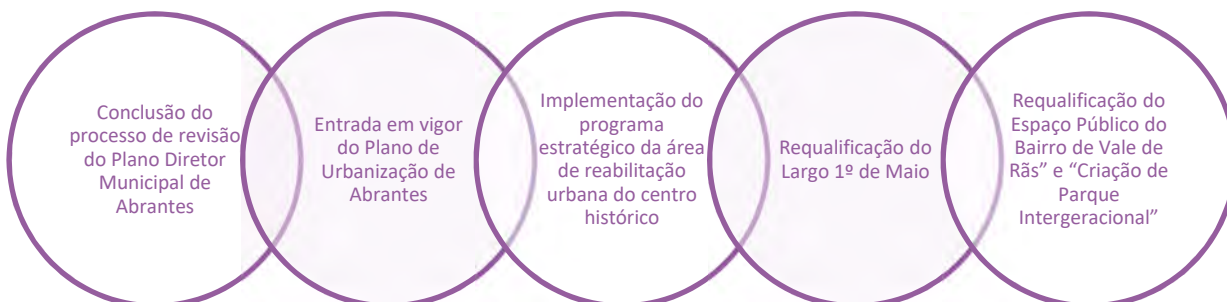 Conclusão do
processo de revisão
do Plano Diretor
Municipal de
Abrantes
Entrada em vigor
do Plano de
Urbanização de
Abrantes
Implementação do
programa
estratégico da área
de reabilitação
urbana do centro
histórico
Requalificação do
Largo 1º de Maio
Requalificação do
Espaço Público do
Bairro de Vale de
Rãs” e “Criação de
Parque
Intergeracional”